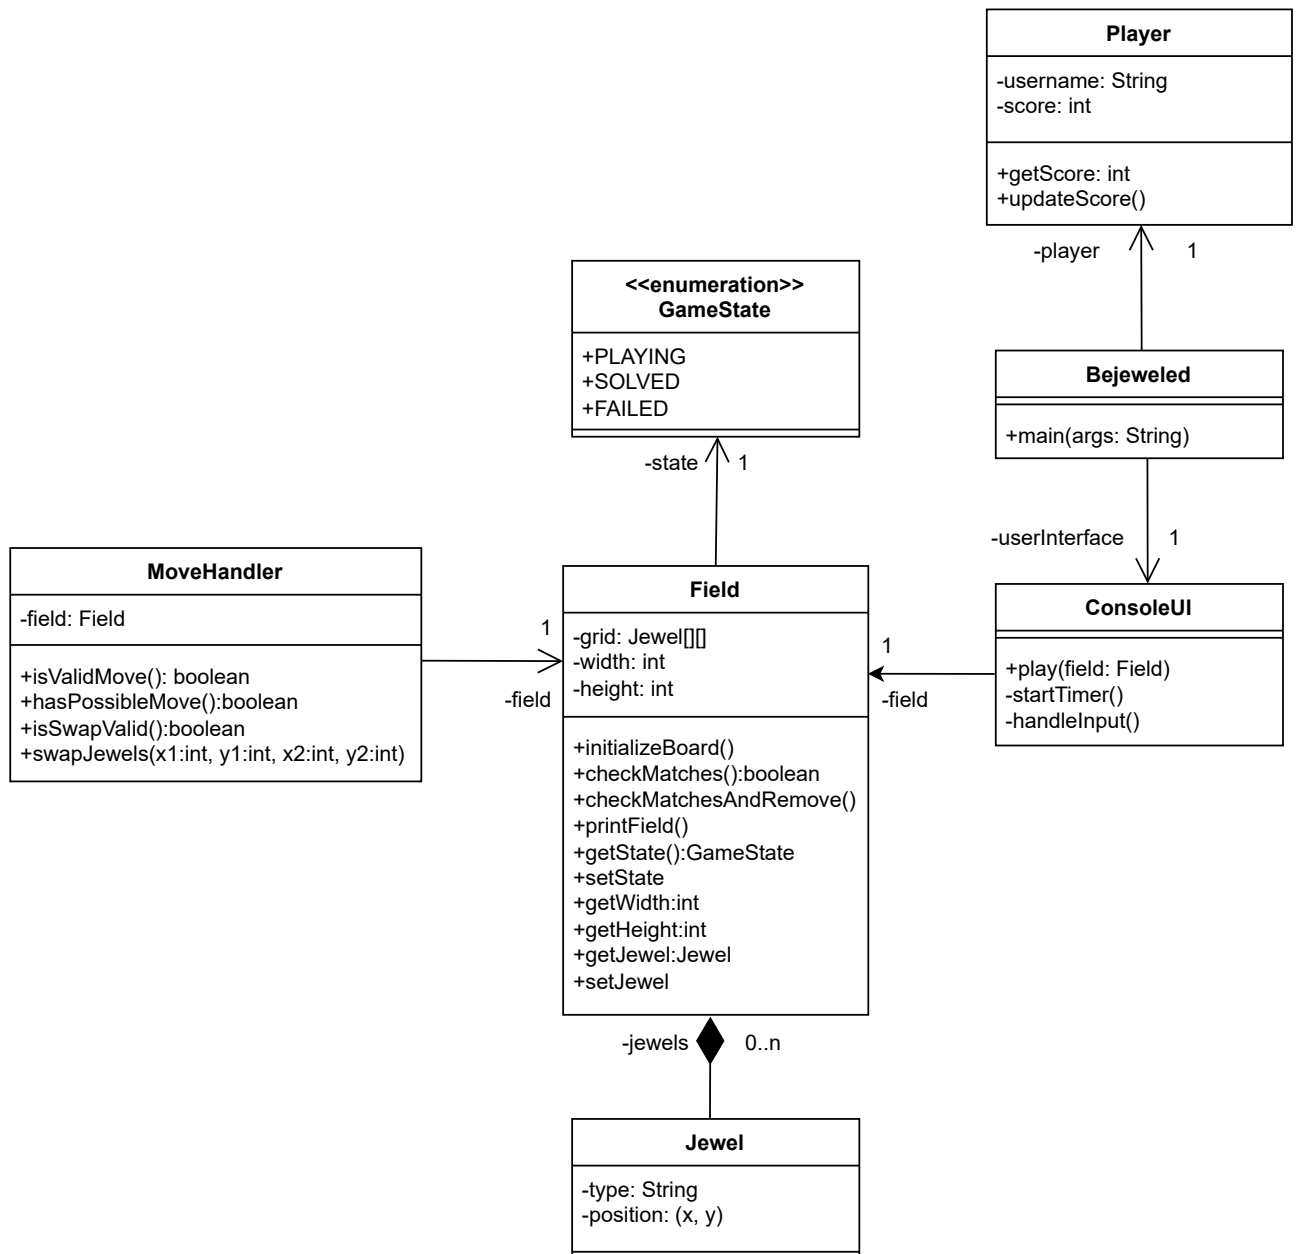 Player
-username: String
-score: int
+getScore: int
+updateScore()
-player
1
<<enumeration>>
GameState
+PLAYING
+SOLVED
+FAILED
-state
1
Bejeweled
+main(args: String)
-userInterface
1
MoveHandler
-field: Field
+isValidMove(): boolean
+hasPossibleMove():boolean
+isSwapValid():boolean
+swapJewels(x1:int, y1:int, x2:int, y2:int)
1
-field
Field
-grid: Jewel[][]
-width: int
-height: int
+initializeBoard()
+checkMatches():boolean
+checkMatchesAndRemove()
+printField()
+getState():GameState
+setState
+getWidth:int
+getHeight:int
+getJewel:Jewel
+setJewel
1
-field
ConsoleUI
+play(field: Field)
-startTimer()
-handleInput()
-jewels
0..n
Jewel
-type: String
-position: (x, y)